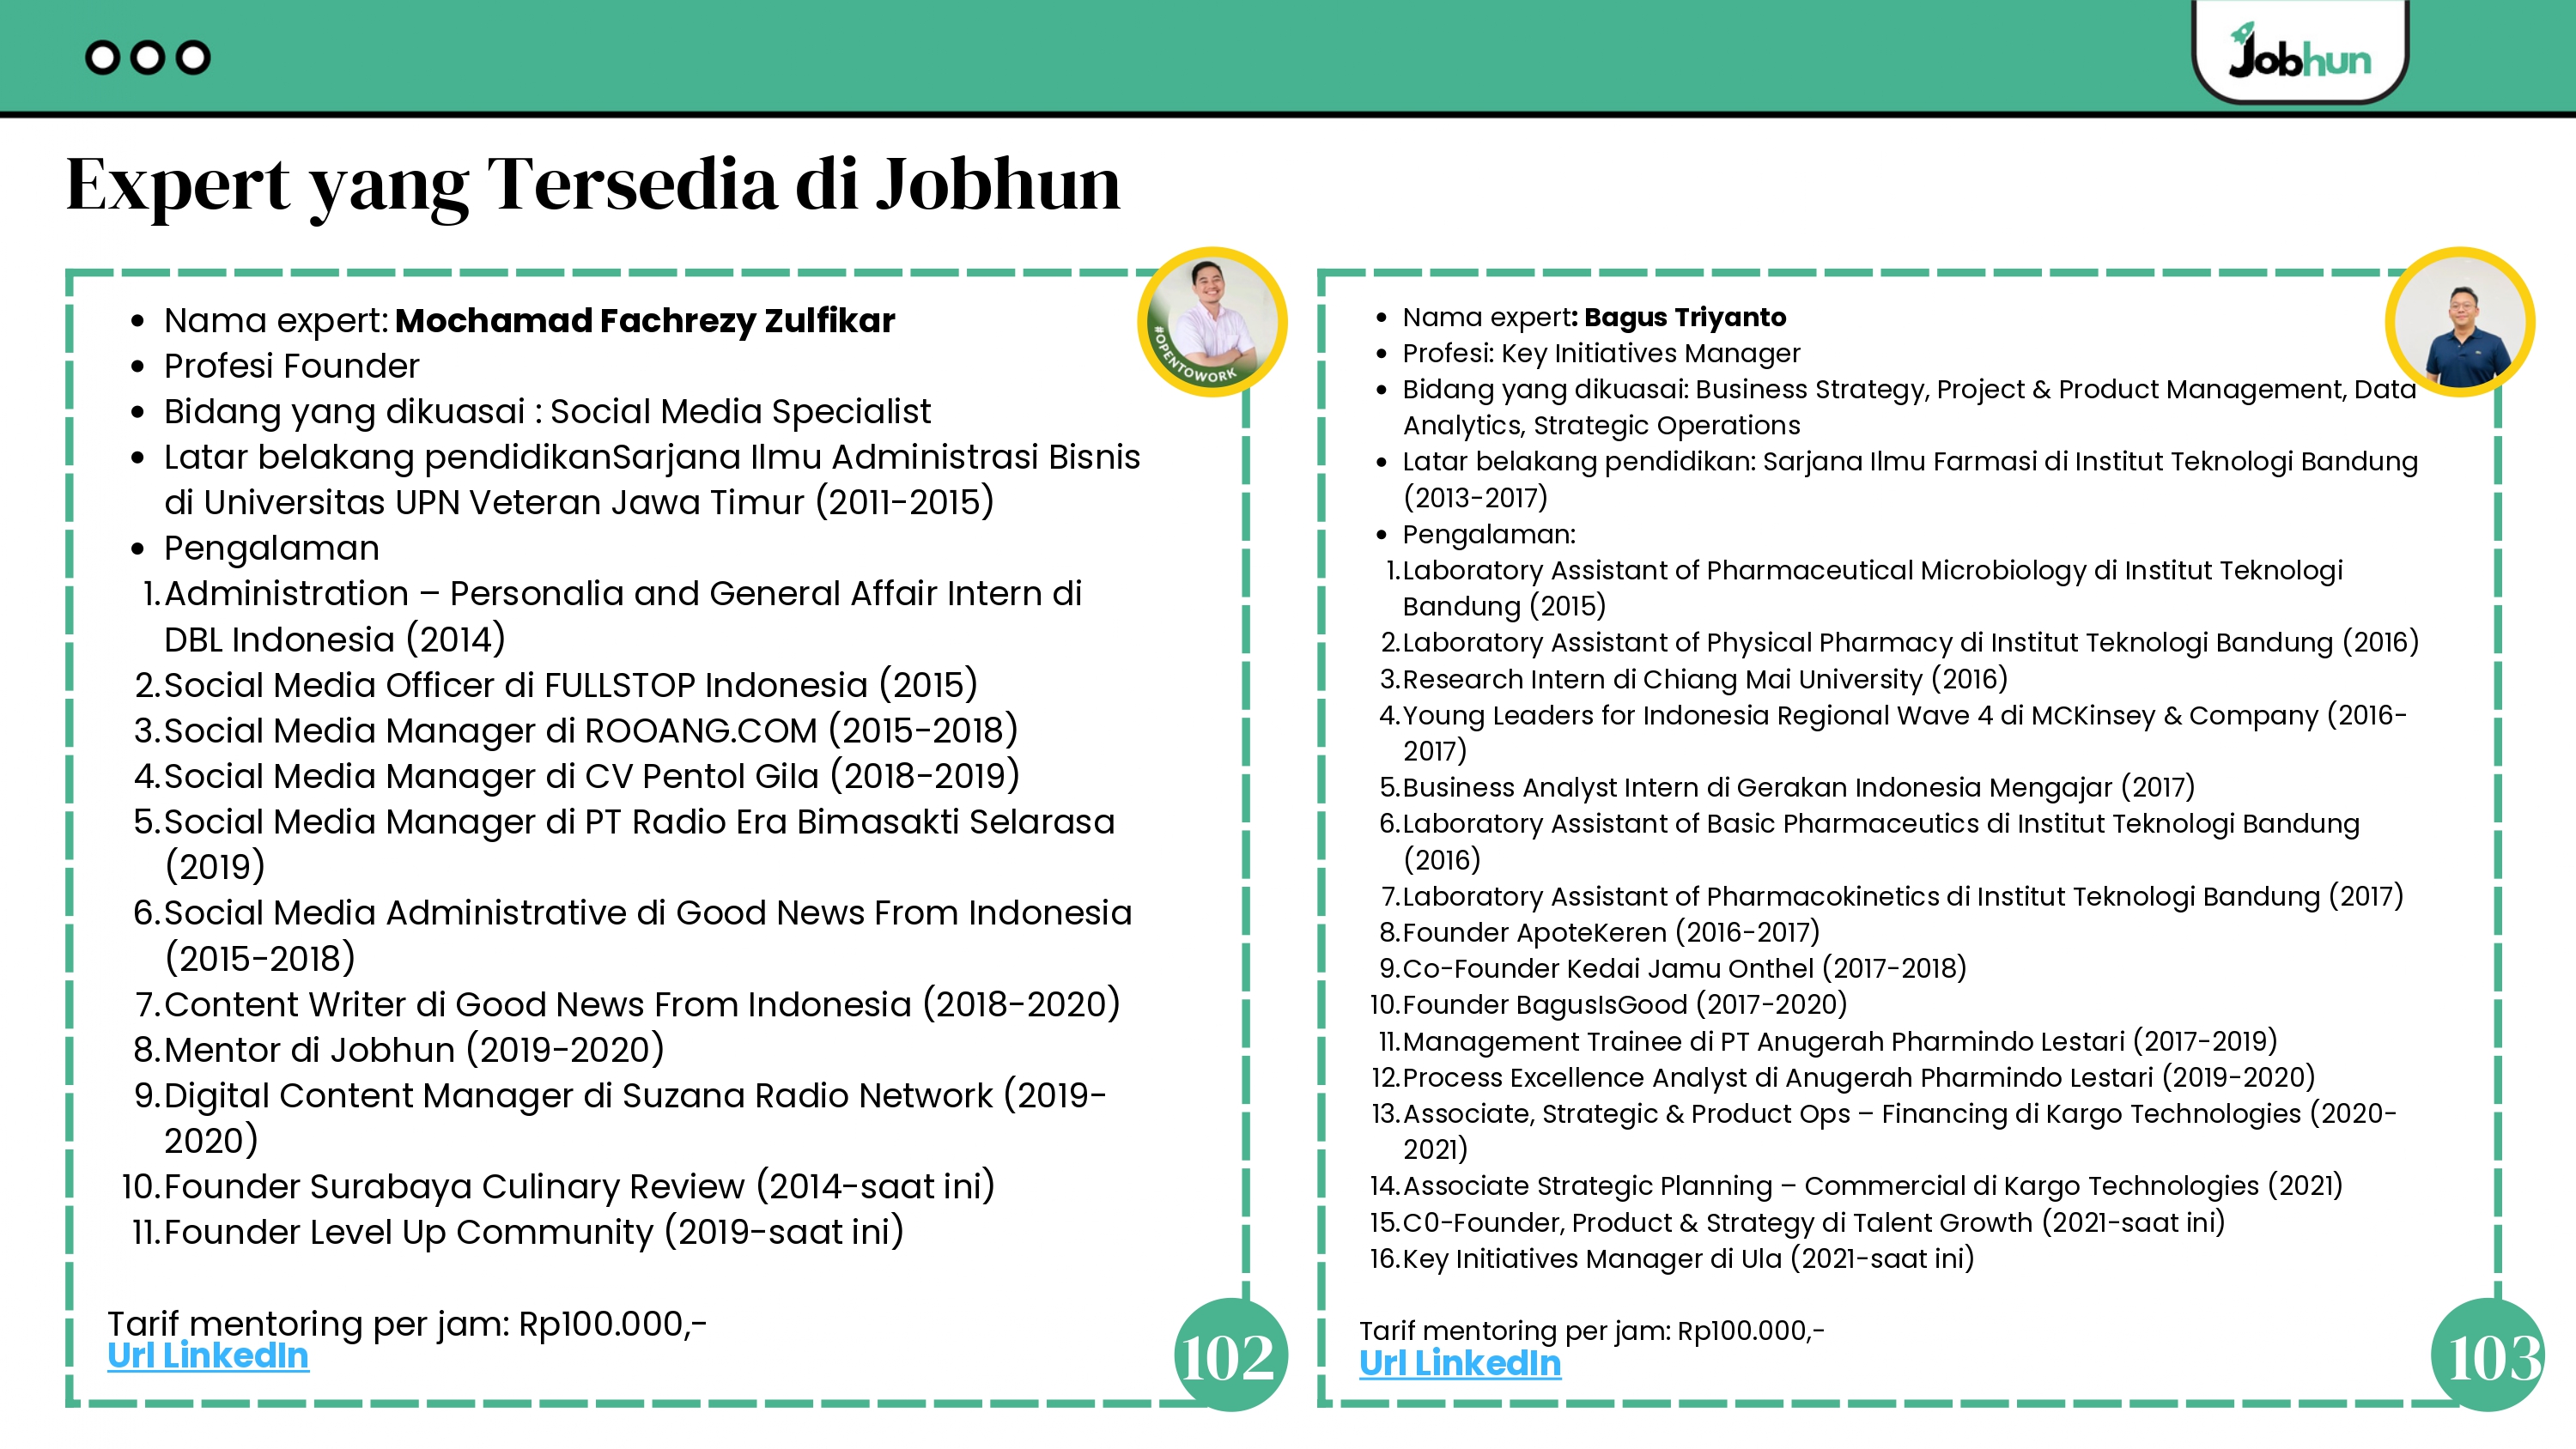 Jobhun
Expert yang Tersedia di Jobhun
#OPENTOWORK
• Nama expert: Mochamad Fachrezy Zulfikar
• Profesi Founder
• Bidang yang dikuasai : Social Media Specialist
• Latar belakang pendidikanSarjana Ilmu Administrasi Bisnis
di Universitas UPN Veteran Jawa Timur (2011-2015)
• Pengalaman
1.Administration – Personalia and General Affair Intern di
DBL Indonesia (2014)
2.Social Media Officer di FULLSTOP Indonesia (2015)
3.Social Media Manager di ROOANG.COM (2015-2018)
4.Social Media Manager di CV Pentol Gila (2018-2019)
5.Social Media Manager di PT Radio Era Bimasakti Selarasa
(2019)
6.Social Media Administrative di Good News From Indonesia
(2015-2018)
7.Content Writer di Good News From Indonesia (2018-2020)
8.Mentor di Jobhun (2019-2020)
9.Digital Content Manager di Suzana Radio Network (2019-
2020)
10.Founder Surabaya Culinary Review (2014-saat ini)
11.Founder Level Up Community (2019-saat ini)
Tarif mentoring per jam: Rp100.000,-
Url LinkedIn
102
• Nama expert: Bagus Triyanto
• Profesi: Key Initiatives Manager
• Bidang yang dikuasai: Business Strategy, Project & Product Management, Data
Analytics, Strategic Operations
• Latar belakang pendidikan: Sarjana Ilmu Farmasi di Institut Teknologi Bandung
(2013-2017)
• Pengalaman:
1.Laboratory Assistant of Pharmaceutical Microbiology di Institut Teknologi
Bandung (2015)
2.Laboratory Assistant of Physical Pharmacy di Institut Teknologi Bandung (2016)
3.Research Intern di Chiang Mai University (2016)
4.Young Leaders for Indonesia Regional Wave 4 di MCKinsey & Company (2016-
2017)
5.Business Analyst Intern di Gerakan Indonesia Mengajar (2017)
6.Laboratory Assistant of Basic Pharmaceutics di Institut Teknologi Bandung
(2016)
7.Laboratory Assistant of Pharmacokinetics di Institut Teknologi Bandung (2017)
8.Founder ApoteKeren (2016-2017)
9.Co-Founder Kedai Jamu Onthel (2017-2018)
10.Founder BagusIsGood (2017-2020)
11.Management Trainee di PT Anugerah Pharmindo Lestari (2017-2019)
12.Process Excellence Analyst di Anugerah Pharmindo Lestari (2019-2020)
13.Associate, Strategic & Product Ops – Financing di Kargo Technologies (2020-
2021)
14.Associate Strategic Planning – Commercial di Kargo Technologies (2021)
15.C0-Founder, Product & Strategy di Talent Growth (2021-saat ini)
16.Key Initiatives Manager di Ula (2021-saat ini)
Tarif mentoring per jam: Rp100.000,-
Url LinkedIn
103